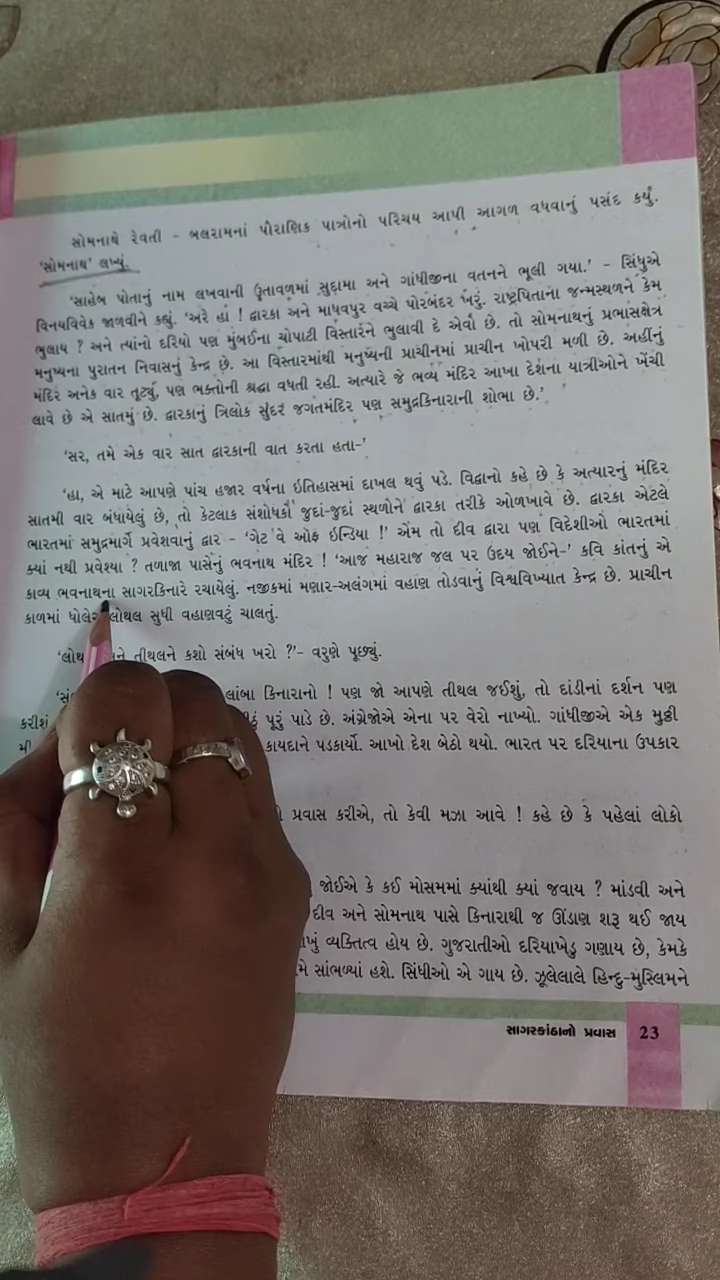 સોમનાથે રેવતી - બલરામનાં પૌરાણિક પાત્રોનો પરિચય આપી આગળ વધવાનું પસંદ કર્યું.
‘સોમનાથ’ લખ્યું.
‘સાહેબ પોતાનું નામ લખવાની ઉતાવળમાં સુદામા અને ગાંધીજીના વતનને ભૂલી ગયા.’ - સિંધુએ
વિનયવિવેક જાળવીને કહ્યું. ‘અરે હાં ! દ્વારકા અને માધવપુર વચ્ચે પોરબંદર ખરું. રાષ્ટ્રપિતાના જન્મસ્થળને કેમ
ભુલાય ? અને ત્યાંનો દરિયો પણ મુંબઈના ચોપાટી વિસ્તારને ભુલાવી દે એવો છે. તો સોમનાથનું પ્રભાસક્ષેત્ર
મનુષ્યના પુરાતન નિવાસનું કેન્દ્ર છે. આ વિસ્તારમાંથી મનુષ્યની પ્રાચીનમાં પ્રાચીન ખોપરી મળી છે. અહીંનું
મંદિર અનેક વાર તૂટ્યું, પણ ભક્તોની શ્રદ્ધા વધતી રહી. અત્યારે જે ભવ્ય મંદિર આખા દેશના યાત્રીઓને ખેંચી
લાવે છે એ સાતમું છે. દ્વારકાનું ત્રિલોક સુંદર જગતમંદિર પણ સમુદ્રકિનારાની શોભા છે.’
‘સર, તમે એક વાર સાત દ્વારકાની વાત કરતા હતા-’
‘હા, એ માટે આપણે પાંચ હજાર વર્ષના ઇતિહાસમાં દાખલ થવું પડે. વિદ્વાનો કહે છે કે અત્યારનું મંદિર
સાતમી વાર બંધાયેલું છે, તો કેટલાક સંશોધકો જુદાં-જુદાં સ્થળોને દ્વારકા તરીકે ઓળખાવે છે. દ્વારકા એટલે
ભારતમાં સમુદ્રમાર્ગે પ્રવેશવાનું દ્વાર - ‘ગેટ વે ઓફ ઇન્ડિયા !’ એમ તો દીવ દ્વારા પણ વિદેશીઓ ભારતમાં
ક્યાં નથી પ્રવેશ્યા ? તળાજા પાસેનું ભવનાથ મંદિર ! ‘આજ મહારાજ જલ પર ઉદય જોઈને-’ કવિ કાંતનું એ
કાવ્ય ભવનાથના સાગરકિનારે રચાયેલું. નજીકમાં મણાર-અલંગમાં વહાણ તોડવાનું વિશ્વવિખ્યાત કેન્દ્ર છે. પ્રાચીન
કાળમાં લોથલ સુધી વહાણવટું ચાલતું.
તીથલને કશો સંબંધ ખરો ?’- વરુણે પૂછ્યું.
લાંબા કિનારાનો ! પણ જો આપણે તીથલ જઈશું, તો દાંડીનાં દર્શન પણ
કરીશું પૂરું પાડે છે. અંગ્રેજોએ એના પર વેરો નાખ્યો. ગાંધીજીએ એક મુઠ્ઠી
કાયદાને પડકાર્યો. આખો દેશ બેઠો થયો. ભારત પર દરિયાના ઉપકાર
પ્રવાસ કરીએ, તો કેવી મઝા આવે ! કહે છે કે પહેલાં લોકો
જોઈએ કે કઈ મોસમમાં ક્યાંથી ક્યાં જવાય ? માંડવી અને
દીવ અને સોમનાથ પાસે કિનારાથી જ ઊંડાણ શરૂ થઈ જાય
વ્યક્તિત્વ હોય છે. ગુજરાતીઓ દરિયાખેડુ ગણાય છે, કેમકે
સાંભળ્યાં હશે. સિંધીઓ એ ગાય છે. ઝૂલેલાલે હિન્દુ-મુસ્લિમને
સાગરકાંઠાનો પ્રવાસ 23